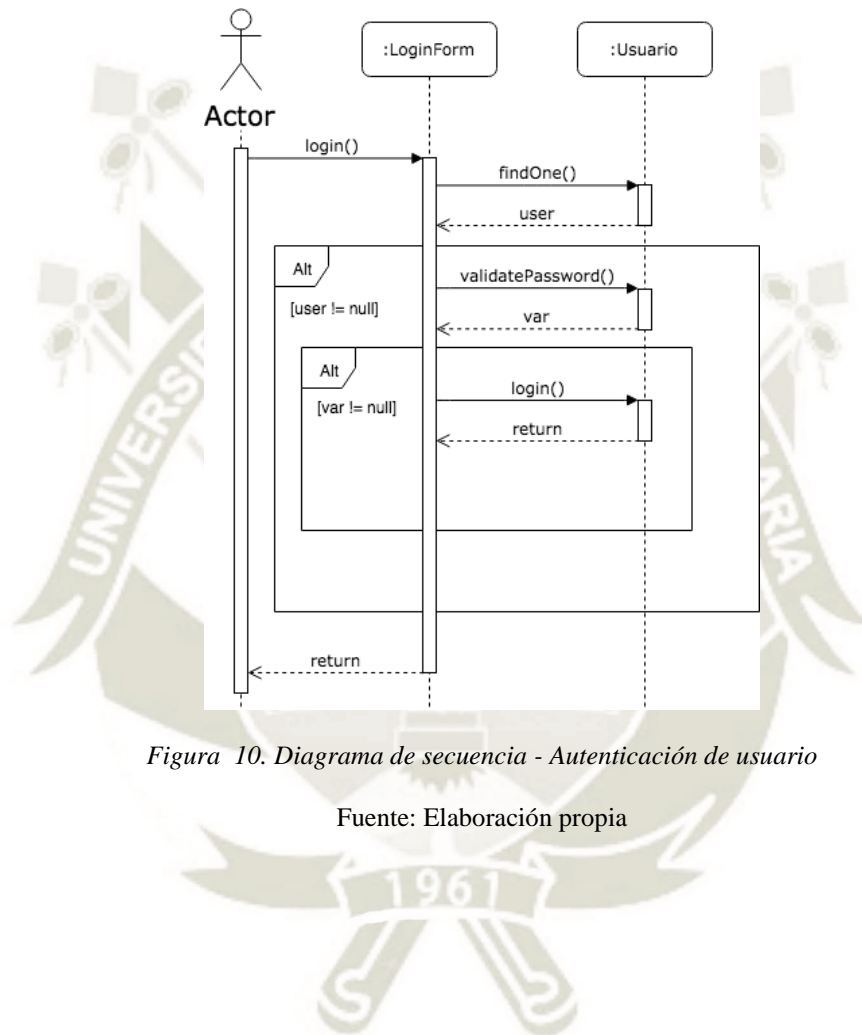 :LoginForm
:Usuario
Actor
login()
findOne()
user
Alt
validatePassword()
[user != null]
var
Alt
login()
[var != null]
return
return
Figura 10. Diagrama de secuencia - Autenticación de usuario
Fuente: Elaboración propia
1961